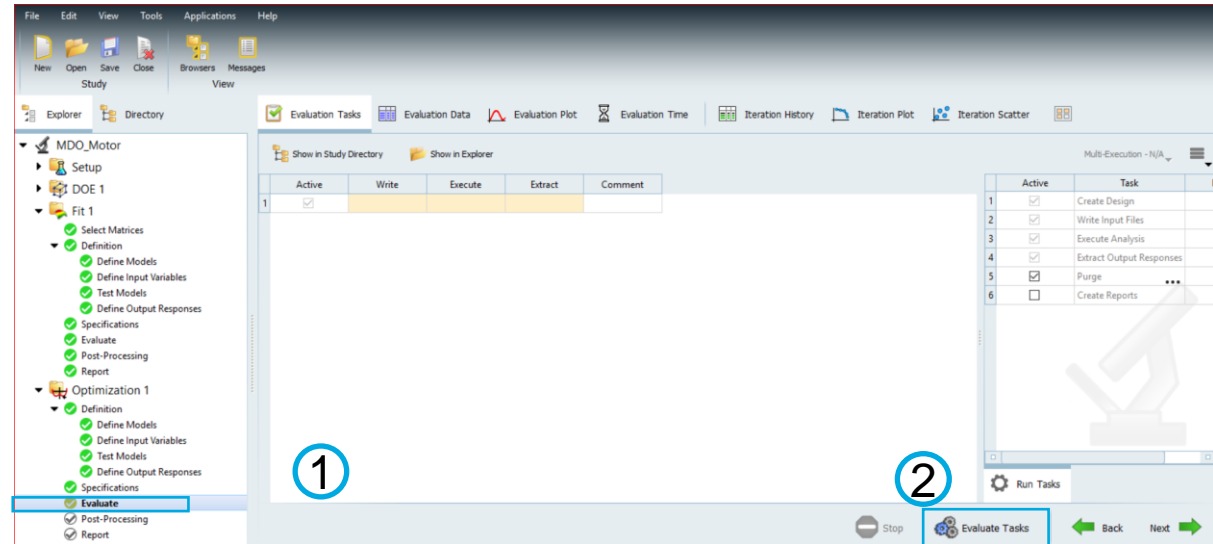 File Edit View Tools Applications Help
New Open Save Close Browsers Messages
Study View
Explorer Directory
Evaluation Tasks Evaluation Data Evaluation Plot Evaluation Time Iteration History Iteration Plot Iteration Scatter
MDO_Motor
Setup
DOE 1
Fit 1
Select Matrices
Definition
Define Models
Define Input Variables
Test Models
Define Output Responses
Specifications
Evaluate
Post-Processing
Report
Optimization 1
Definition
Define Models
Define Input Variables
Test Models
Define Output Responses
Specifications
Evaluate
Post-Processing
Report
Show in Study Directory Show in Explorer Multi-Execution - N/A
Active Write Execute Extract Comment
1
Active Task
1 Create Design
2 Write Input Files
3 Execute Analysis
4 Extract Output Responses
5 Purge ...
6 Create Reports
1
2
Run Tasks
Stop Evaluate Tasks Back Next